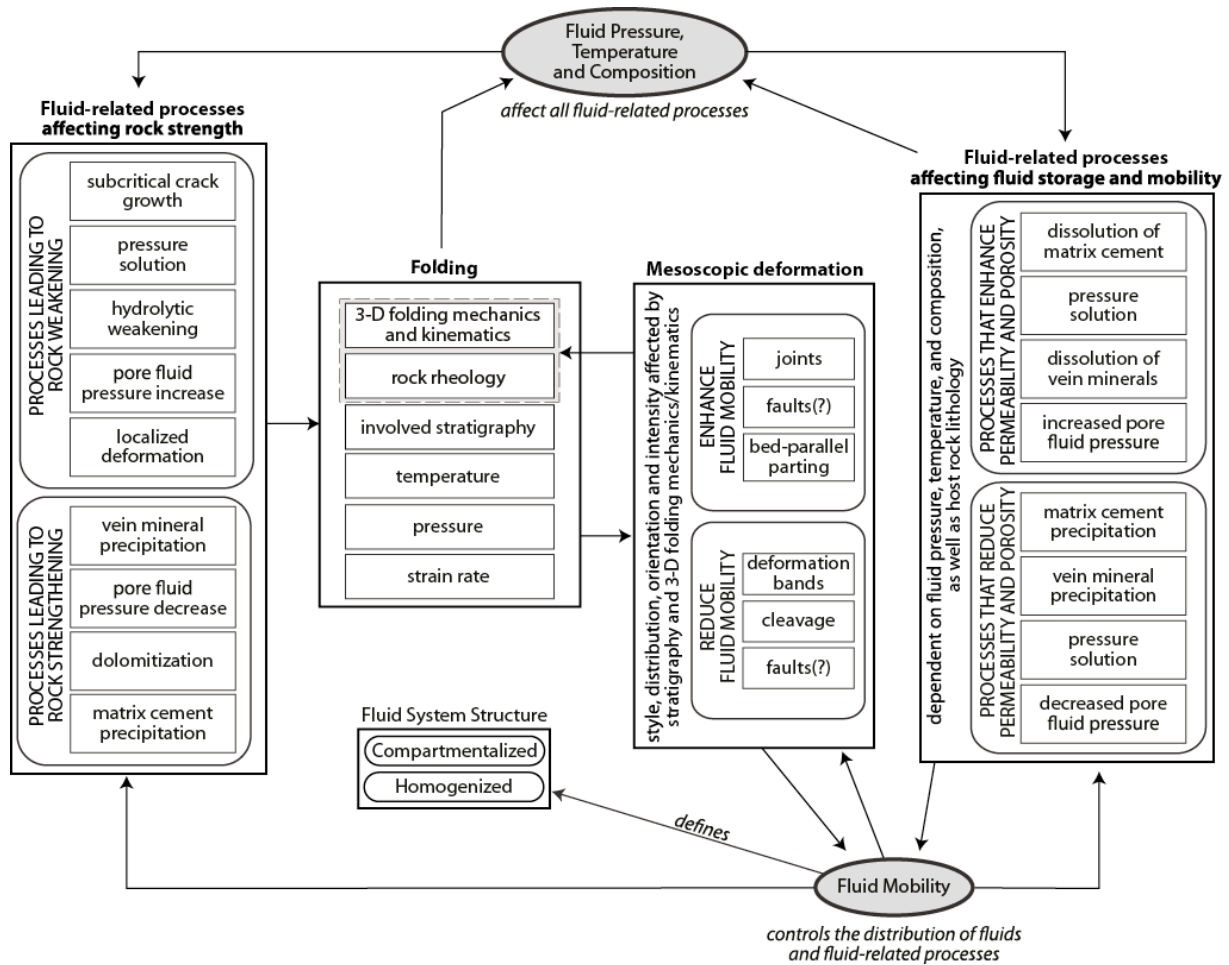 Fluid Pressure,
Temperature
and Composition
affect all fluid-related processes
Fluid-related processes
affecting rock strength
PROCESSES LEADING TO
ROCK WEAKENING
subcritical crack
growth
pressure
solution
hydrolytic
weakening
pore fluid
pressure increase
localized
deformation
PROCESSES LEADING TO
ROCK STRENGTHENING
vein mineral
precipitation
pore fluid
pressure decrease
dolomitization
matrix cement
precipitation
Folding
3-D folding mechanics
and kinematics
rock rheology
involved stratigraphy
temperature
pressure
strain rate
Mesoscopic deformation
style, distribution, orientation and intensity affected by
stratigraphy and 3-D folding mechanics/kinematics
ENHANCE
FLUID MOBILITY
joints
faults(?)
bed-parallel
parting
REDUCE
FLUID MOBILITY
deformation
bands
cleavage
faults(?)
Fluid-related processes
affecting fluid storage and mobility
dependent on fluid pressure, temperature, and composition,
as well as host rock lithology
PROCESSES THAT ENHANCE
PERMEABILITY AND POROSITY
dissolution of
matrix cement
pressure
solution
dissolution of
vein minerals
increased pore
fluid pressure
PROCESSES THAT REDUCE
PERMEABILITY AND POROSITY
matrix cement
precipitation
vein mineral
precipitation
pressure
solution
decreased pore
fluid pressure
Fluid System Structure
Compartmentalized
Homogenized
defines
Fluid Mobility
controls the distribution of fluids
and fluid-related processes